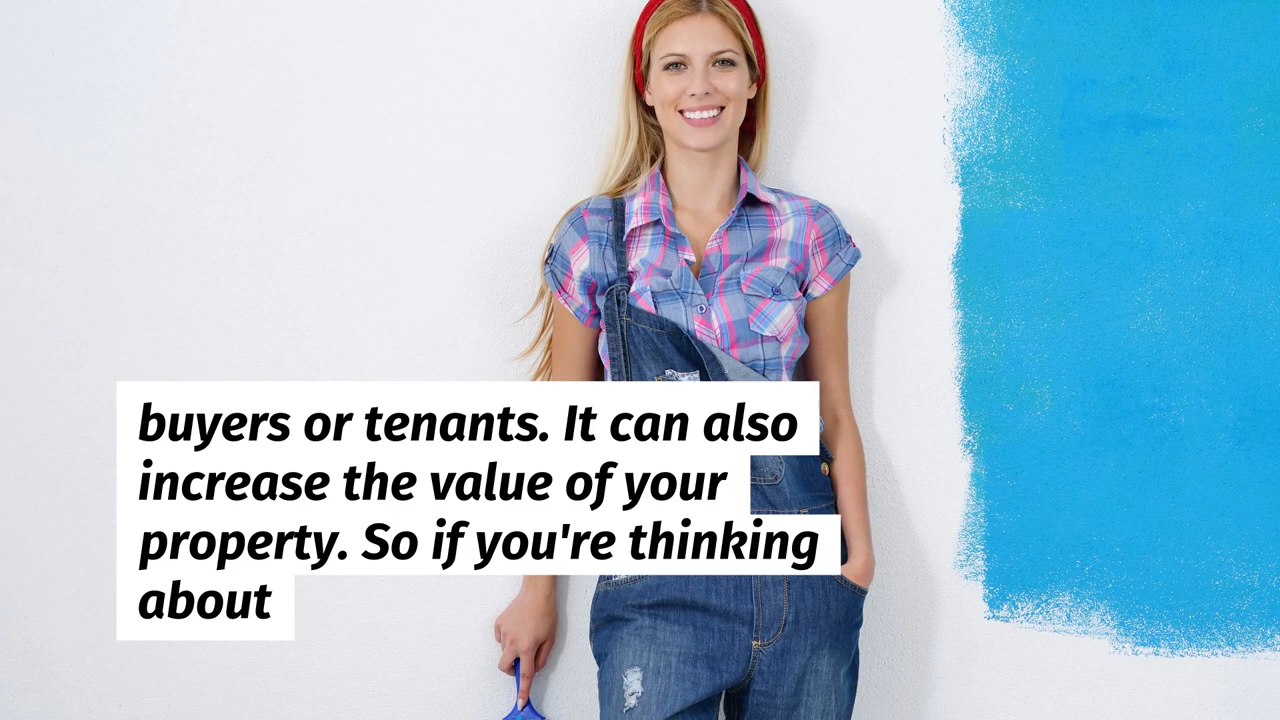 buyers or tenants. It can also
increase the value of your
property. So if you're thinking
about